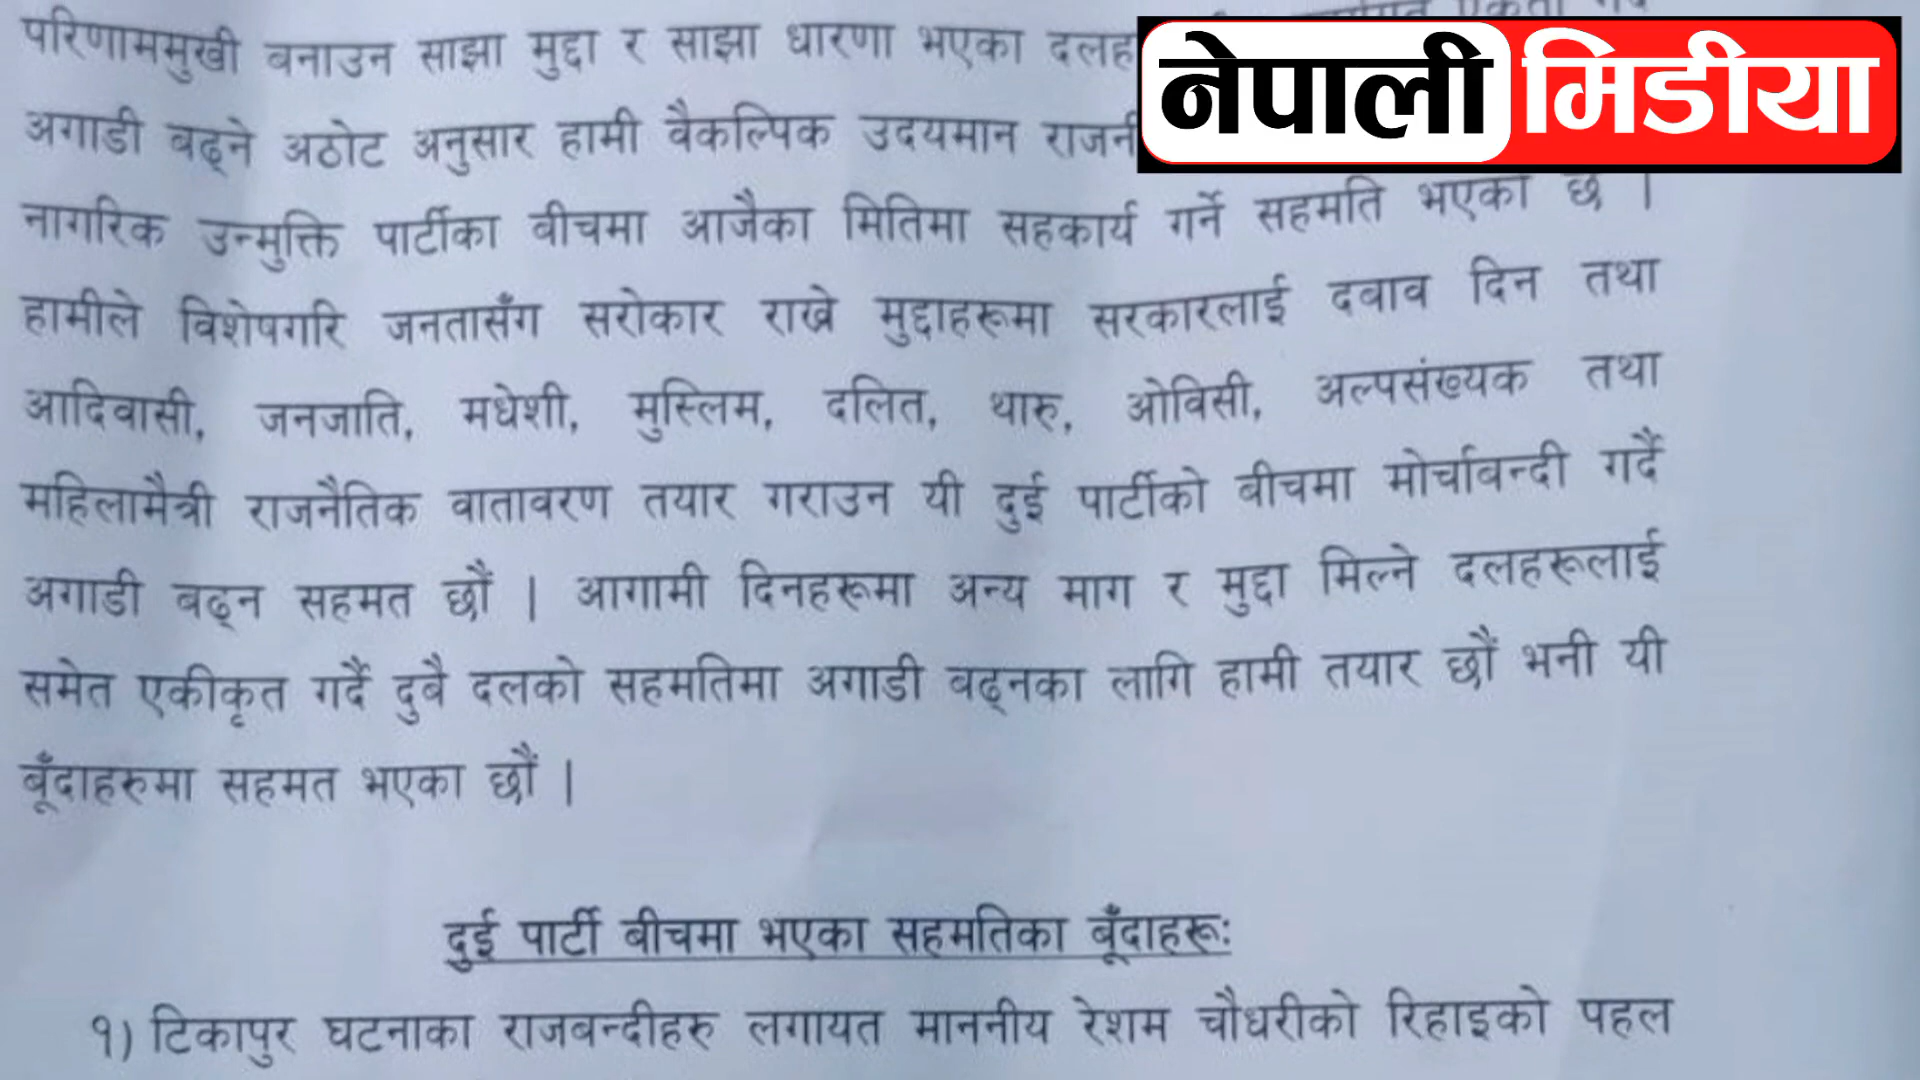 परिणाममुखी बनाउन साझा मुद्दा र साझा धारणा भएका
नेपाली मिडीया
अगाडी बढ्ने अठोट अनुसार हामी वैकल्पिक उदयमान
नागरिक उन्मुक्ति पार्टीका बीचमा आजैका मितिमा सहकार्य गर्ने सहमति भएको छ |
हामीले विशेषगरि जनतासँग सरोकार राख्ने मुद्दाहरूमा सरकारलाई दबाव दिन तथा
आदिवासी, जनजाति, मधेशी, मुस्लिम, दलित, थारु, ओविसी, अल्पसंख्यक तथा
महिलामैत्री राजनैतिक वातावरण तयार गराउन यी दुई पार्टीको बीचमा मोर्चाबन्दी गर्दै
अगाडी बढ्न सहमत छौं | आगामी दिनहरूमा अन्य माग र मुद्दा मिल्ने दलहरूलाई
समेत एकीकृत गर्दै दुबै दलको सहमतिमा अगाडी बढ्नका लागि हामी तयार छौं भनी यी
बूँदाहरुमा सहमत भएका छौं |
दुई पार्टी बीचमा भएका सहमतिका बूँदाहरू:
१) टिकापुर घटनाका राजबन्दीहरु लगायत माननीय रेशम चौधरीको रिहाइको पहल